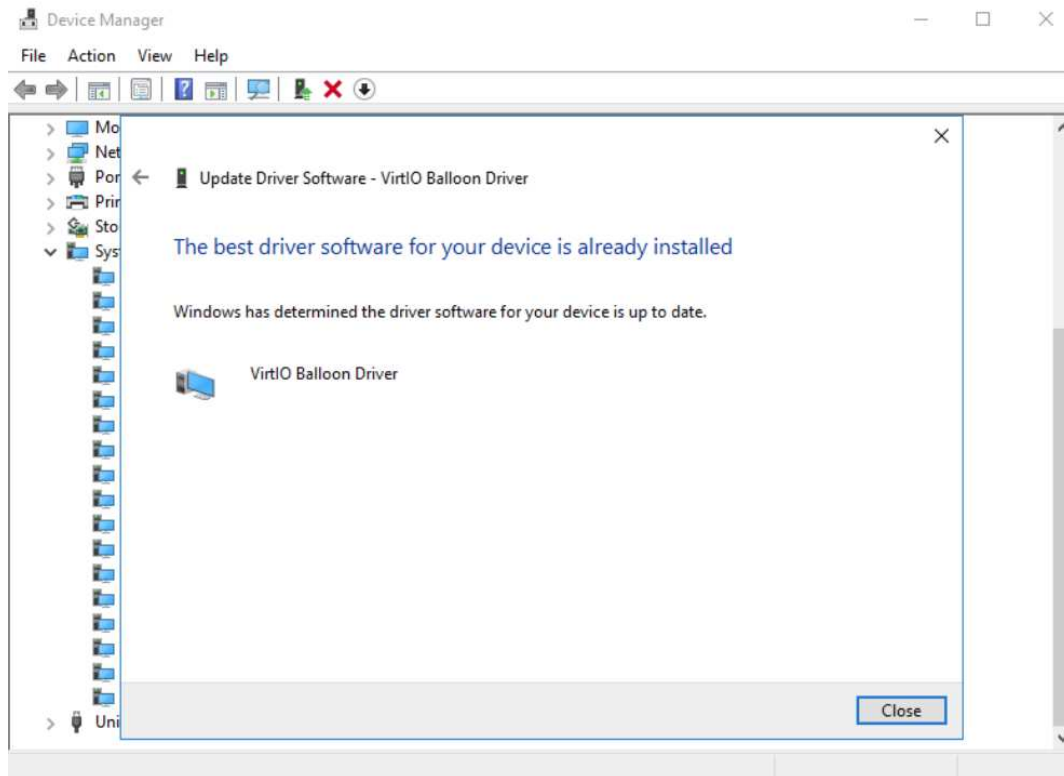 Device Manager
File Action View Help
Mo
Net
Por
Update Driver Software - VirtIO Balloon Driver
Prin
Sto
The best driver software for your device is already installed
Sys
Windows has determined the driver software for your device is up to date.
VirtIO Balloon Driver
Close
Uni